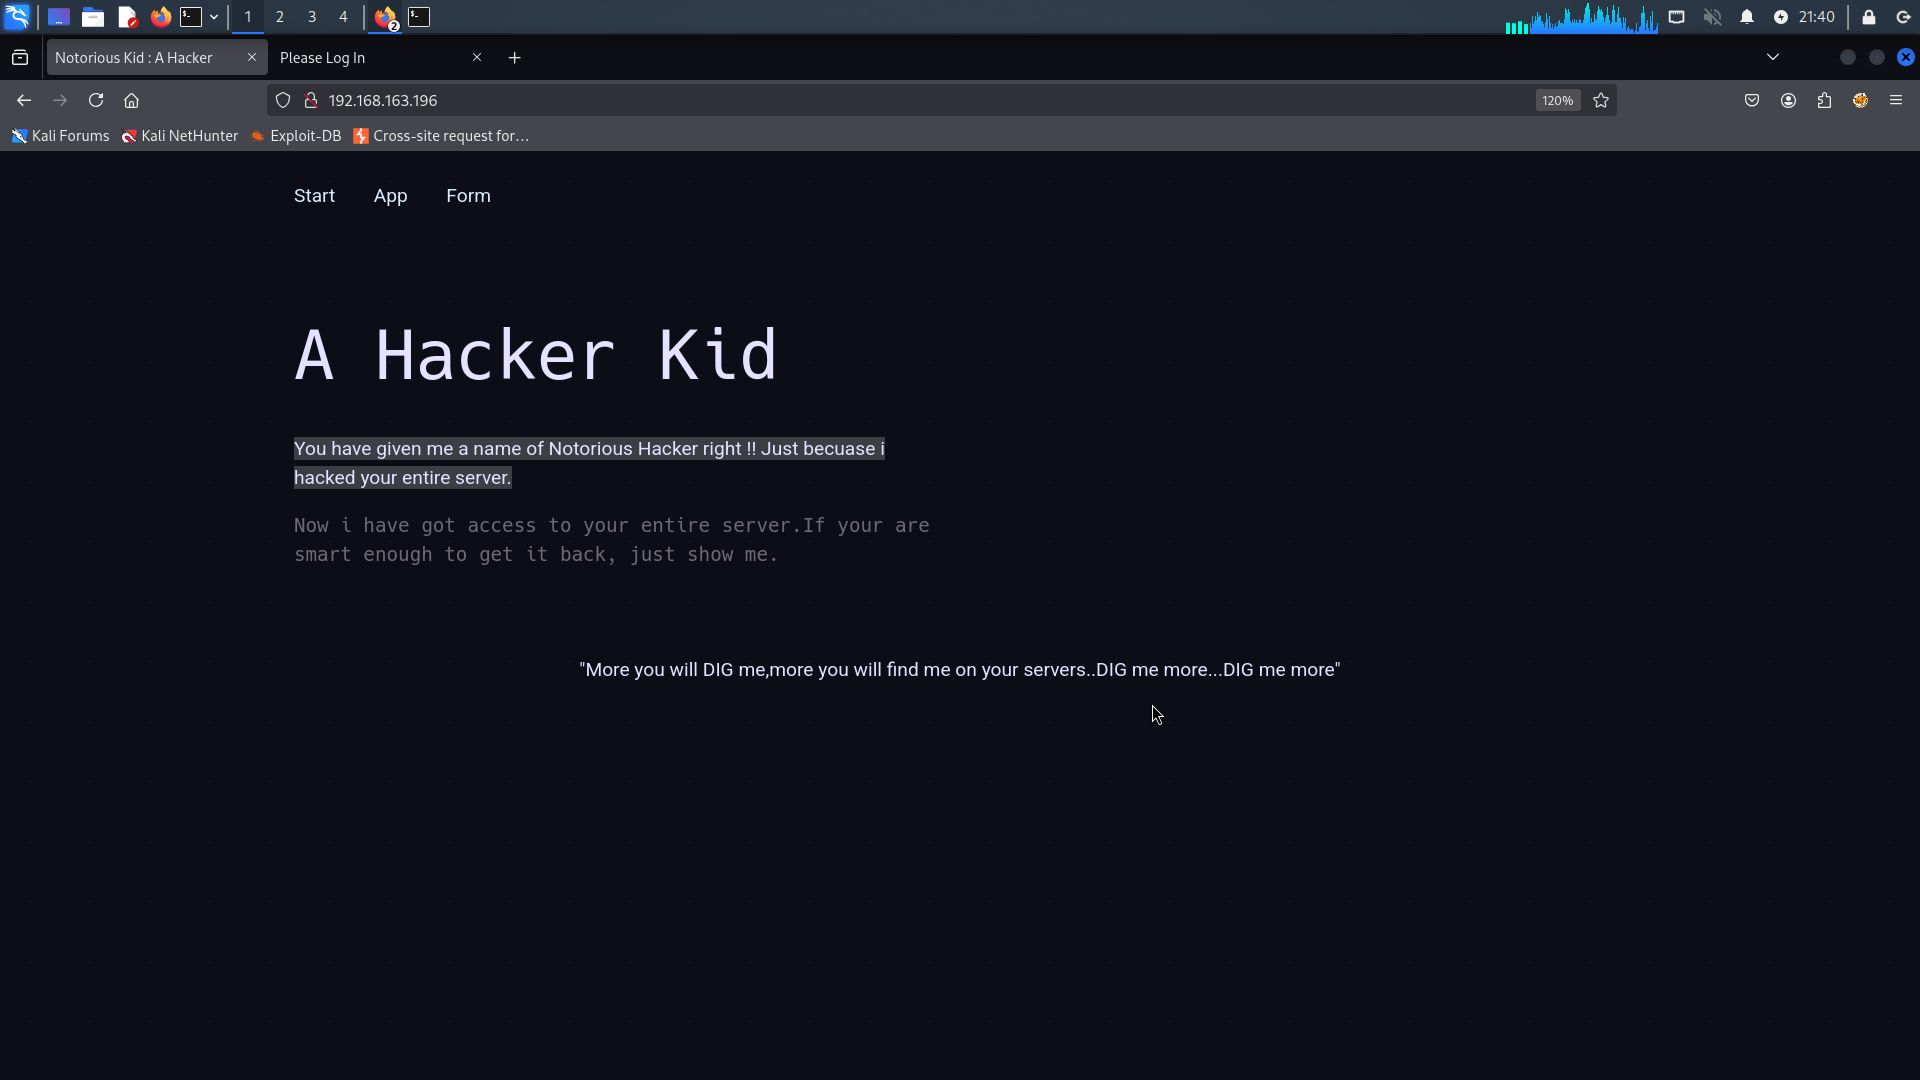 1 2 3 4 2 21:40
Notorious Kid : A Hacker Please Log In
192.168.163.196 120%
Kali Forums Kali NetHunter Exploit-DB Cross-site request for…
Start App Form
A Hacker Kid
You have given me a name of Notorious Hacker right !! Just becuase i
hacked your entire server.
Now i have got access to your entire server.If your are
smart enough to get it back, just show me.
"More you will DIG me,more you will find me on your servers..DIG me more...DIG me more"